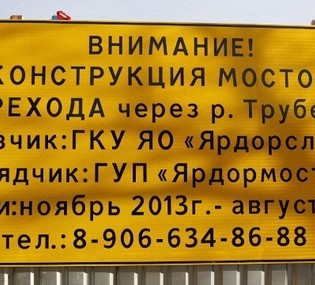 ВНИМАНИЕ!
КОНСТРУКЦИЯ МОСТО
РЕХОДА через р. Трубе
зчик:ГКУ ЯО «Ярдорсл
ядчик: ГУП «Ярдормост
и:ноябрь 2013г.- август
тел.: 8-906-634-86-88